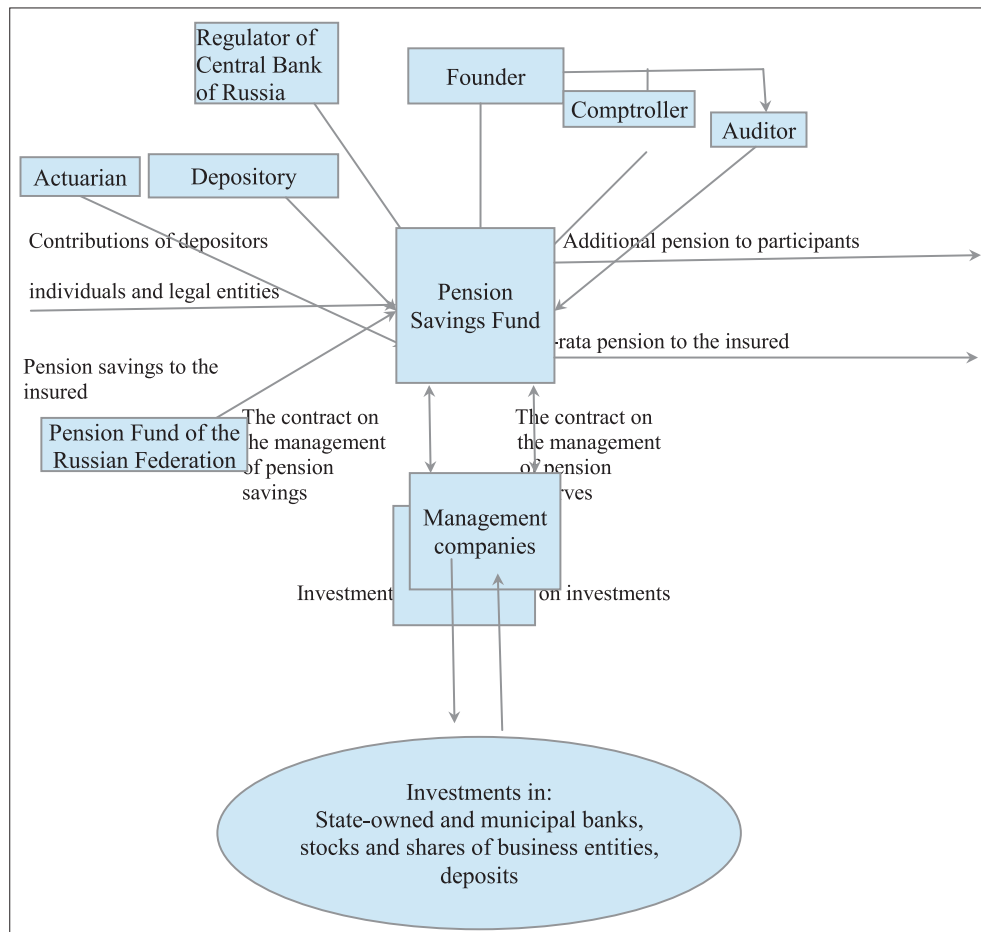 Regulator of
Central Bank
of Russia
Founder
Comptroller
Auditor
Actuarian
Depository
Contributions of depositors
individuals and legal entities
Additional pension to participants
Pension
Savings Fund
-rata pension to the insured
Pension savings to the
insured
Pension Fund of the
Russian Federation
The contract on
he management
of pension
savings
The contract on
the management
of pension
rves
Management
companies
Investment
on investments
Investments in:
State-owned and municipal banks,
stocks and shares of business entities,
deposits